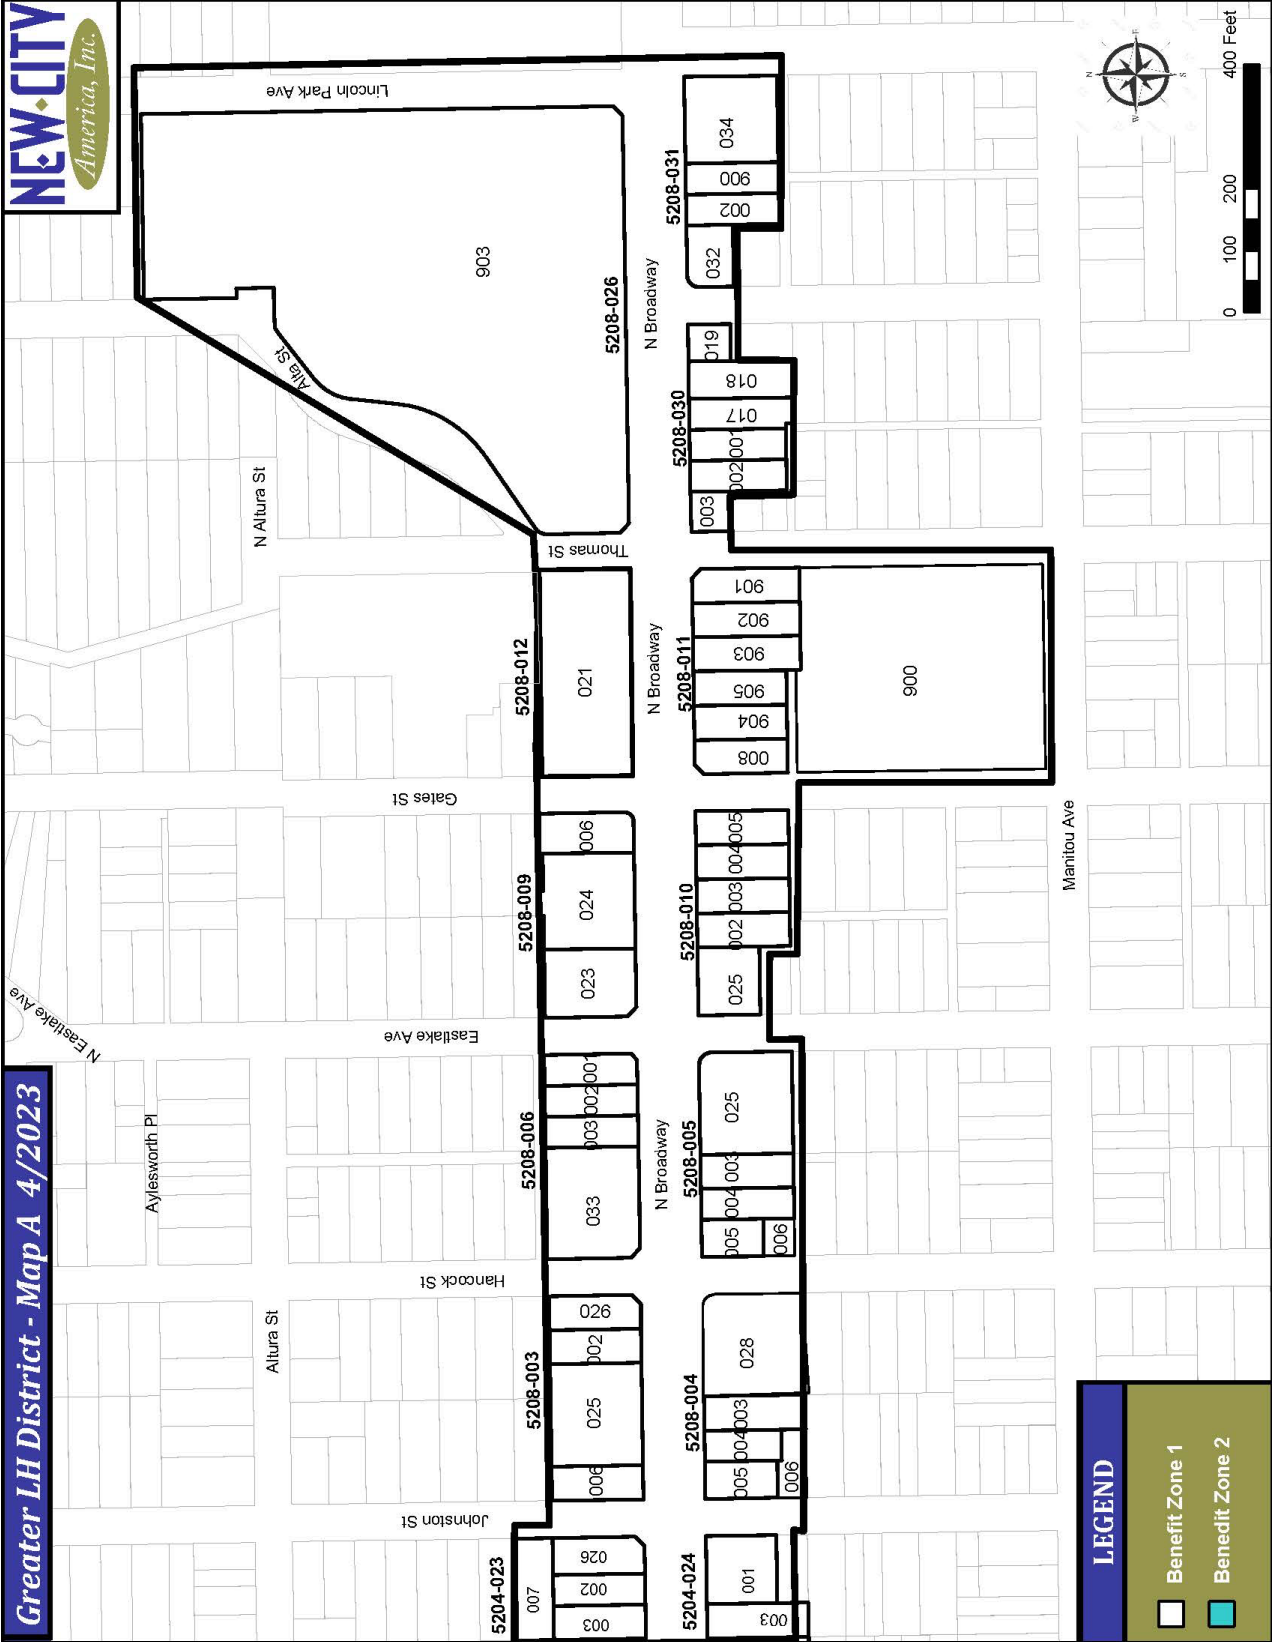 NEW CITY
America, Inc.
Greater LH District - Map A 4/2023
N Eastlake Ave
Aylesworth Pl
Altura St
N Altura St
Alta St
Lincoln Park Ave
Johnston St
Hancock St
Eastlake Ave
Gates St
Thomas St
5204-023
007
003
002
026
5208-003
006
025
002
026
5208-006
033
003
002
001
5208-009
023
024
006
5208-012
021
5208-026
903
N Broadway
N Broadway
N Broadway
5204-024
003
001
5208-004
005
004
003
028
006
5208-005
005
004
003
025
006
5208-010
025
002
003
004
005
5208-011
008
904
905
903
902
901
900
5208-030
003
002
001
017
018
019
5208-031
032
002
900
034
Manitou Ave
N
E
S
W
0 100 200 400 Feet
LEGEND
Benefit Zone 1
Benedit Zone 2